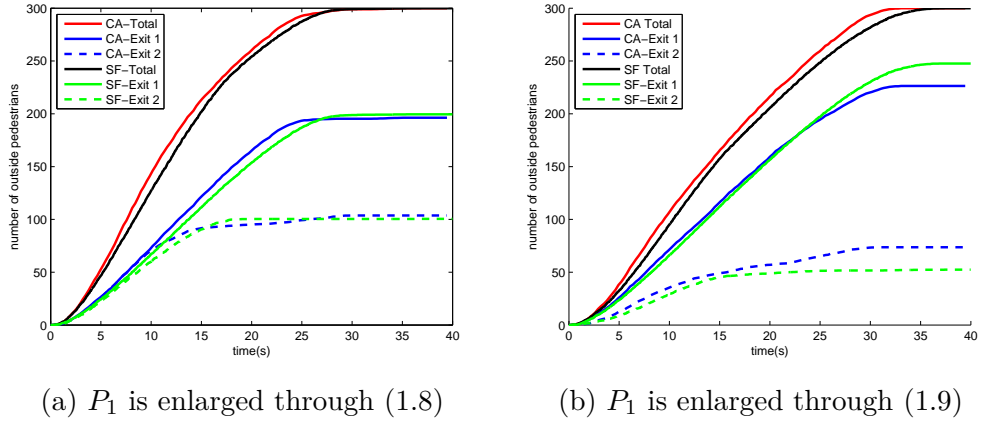 300
250
200
150
100
50
0
number of outside pedestrians
CA−Total
CA−Exit 1
CA−Exit 2
SF−Total
SF−Exit 1
SF−Exit 2
0 5 10 15 20 25 30 35 40
time(s)
(a) P1 is enlarged through (1.8)
300
250
200
150
100
50
0
number of outside pedestrians
CA Total
CA−Exit 1
CA−Exit 2
SF Total
SF−Exit 1
SF−Exit 2
0 5 10 15 20 25 30 35 40
time(s)
(b) P1 is enlarged through (1.9)